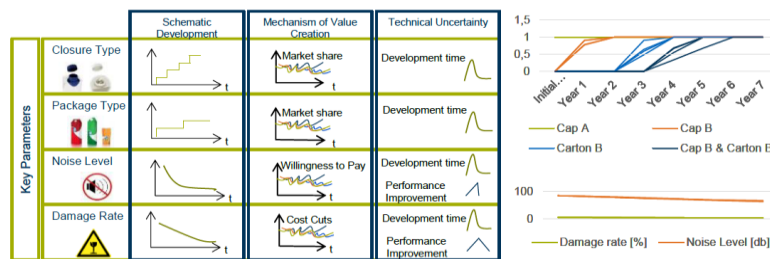 Schematic
Development
Mechanism of Value
Creation
Technical Uncertainty
Key Parameters
Closure Type
t
Market share
t
Development time
Package Type
t
Market share
t
Development time
Noise Level
t
Willingness to Pay
t
Development time
Performance
Improvement
Damage Rate
t
Cost Cuts
t
Development time
Performance
Improvement
1,5
1
0,5
0
Initial...
Year 1
Year 2
Year 3
Year 4
Year 5
Year 6
Year 7
Cap A
Cap B
Carton B
Cap B & Carton B
100
0
Damage rate [%]
Noise Level [db]